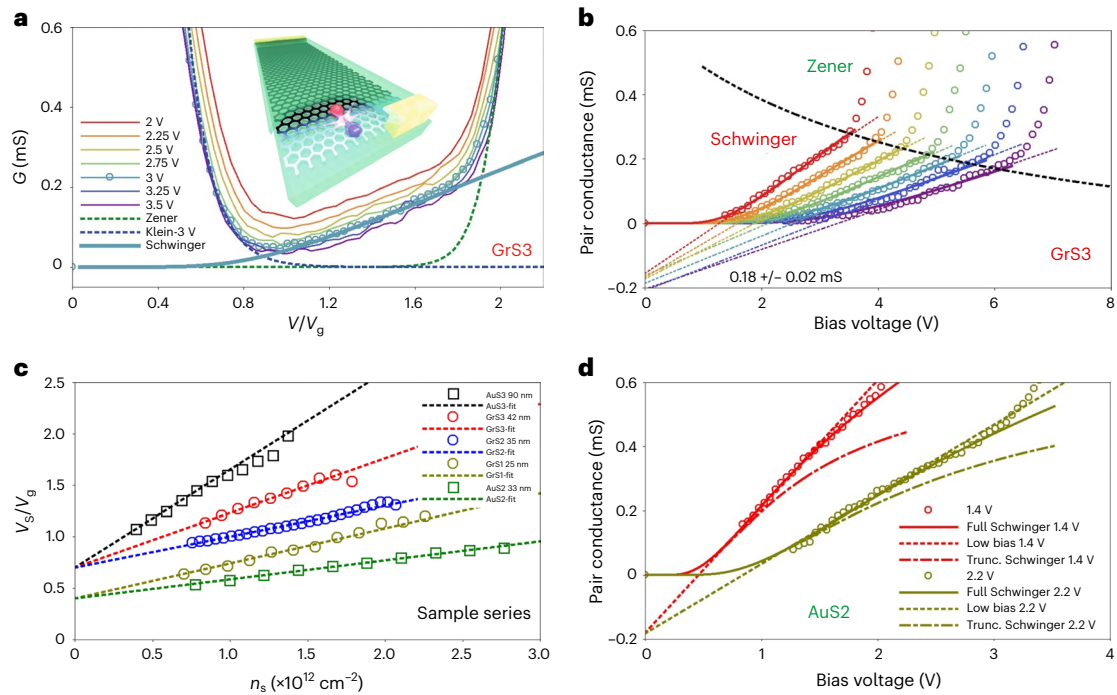 a
0.6
0.4
0.2
0
G (mS)
2 V
2.25 V
2.5 V
2.75 V
3 V
3.25 V
3.5 V
Zener
Klein-3 V
Schwinger
GrS3
0 0.4 0.8 1.2 1.6 2
V/Vg
b
0.6
0.4
0.2
0
−0.2
Pair conductance (mS)
Zener
Schwinger
0.18 +/− 0.02 mS
GrS3
0 2 4 6 8
Bias voltage (V)
c
2.5
2.0
1.5
1.0
0.5
0
VS/Vg
AuS3 90 nm
AuS3-fit
GrS3 42 nm
GrS3-fit
GrS2 35 nm
GrS2-fit
GrS1 25 nm
GrS1-fit
AuS2 33 nm
AuS2-fit
Sample series
0 0.5 1.0 1.5 2.0 2.5 3.0
ns (×10¹² cm⁻²)
d
0.6
0.4
0.2
0
−0.2
Pair conductance (mS)
1.4 V
Full Schwinger 1.4 V
Low bias 1.4 V
Trunc. Schwinger 1.4 V
2.2 V
Full Schwinger 2.2 V
Low bias 2.2 V
Trunc. Schwinger 2.2 V
AuS2
0 1 2 3 4
Bias voltage (V)